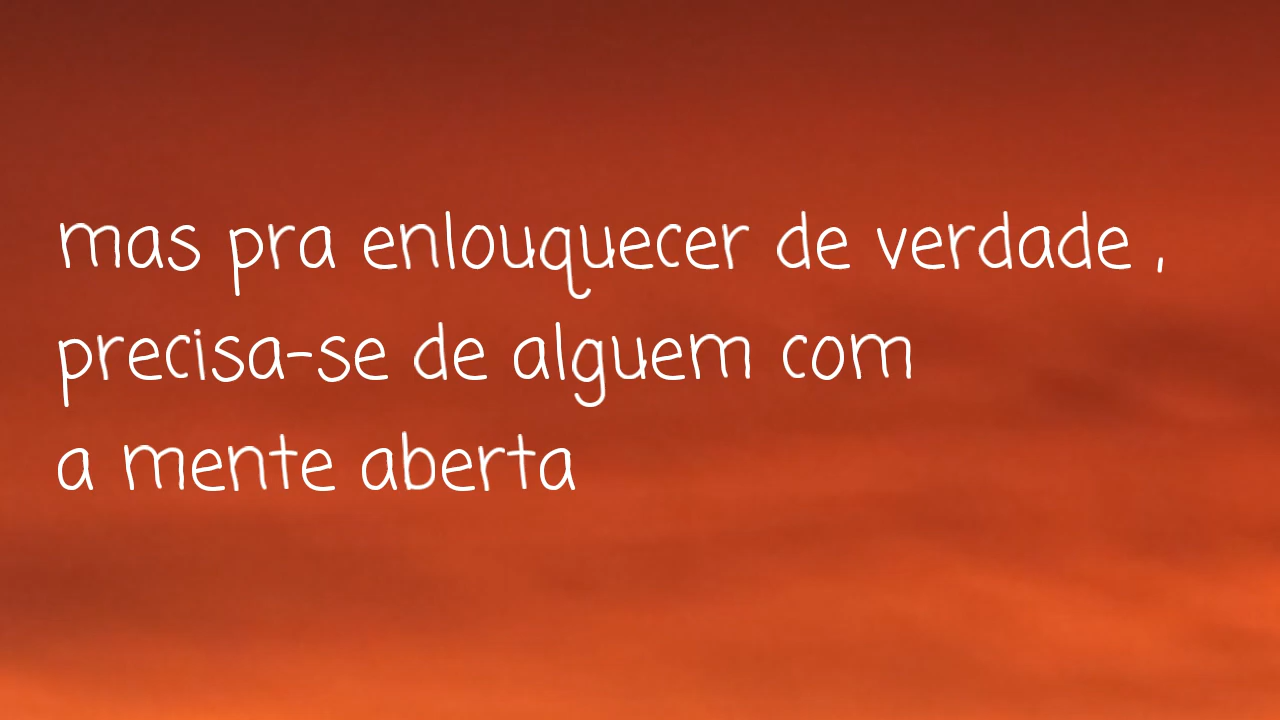 mas pra enlouquecer de verdade ,
precisa-se de alguem com
a mente aberta